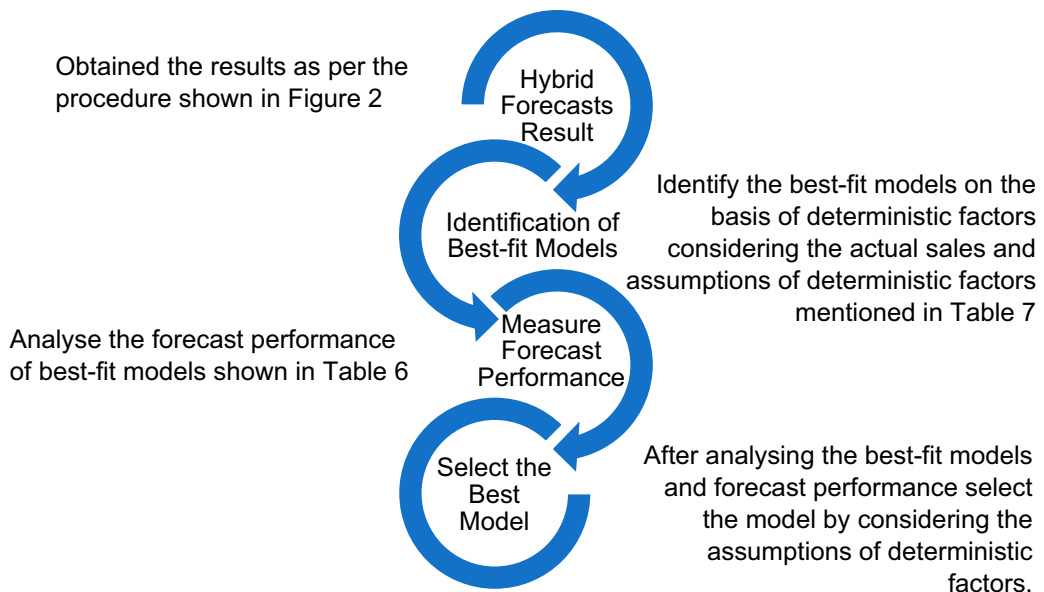 Obtained the results as per the
procedure shown in Figure 2
Hybrid
Forecasts
Result
Identification of
Best-fit Models
Identify the best-fit models on the
basis of deterministic factors
considering the actual sales and
assumptions of deterministic factors
mentioned in Table 7
Analyse the forecast performance
of best-fit models shown in Table 6
Measure
Forecast
Performance
Select the
Best
Model
After analysing the best-fit models
and forecast performance select
the model by considering the
assumptions of deterministic
factors.